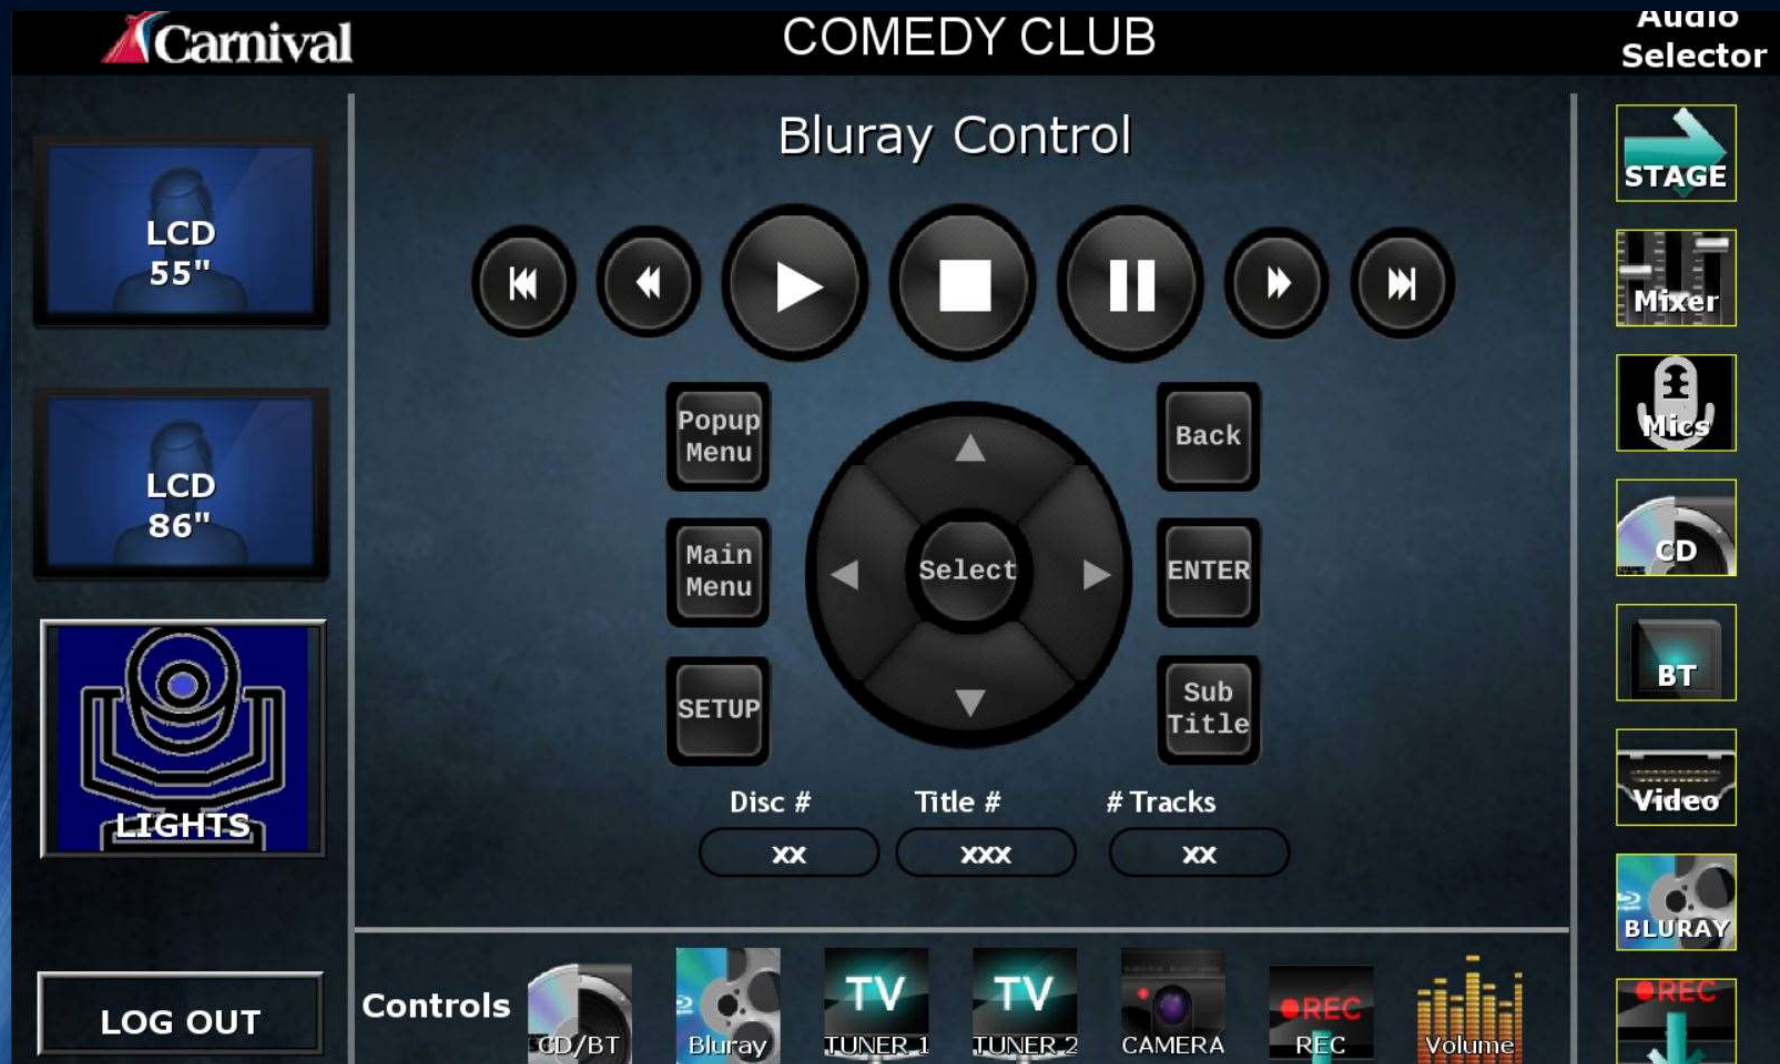 Carnival
COMEDY CLUB
Audio
Selector
Bluray Control
LCD
55"
LCD
86"
LIGHTS
LOG OUT
Popup
Menu
Main
Menu
SETUP
Select
Back
ENTER
Sub
Title
Disc #
Title #
# Tracks
xx
xxx
xx
STAGE
Mixer
Mics
CD
BT
Video
BLURAY
REC
Controls
CD/BT
Bluray
TV
TUNER 1
TV
TUNER 2
CAMERA
REC
REC
Volume